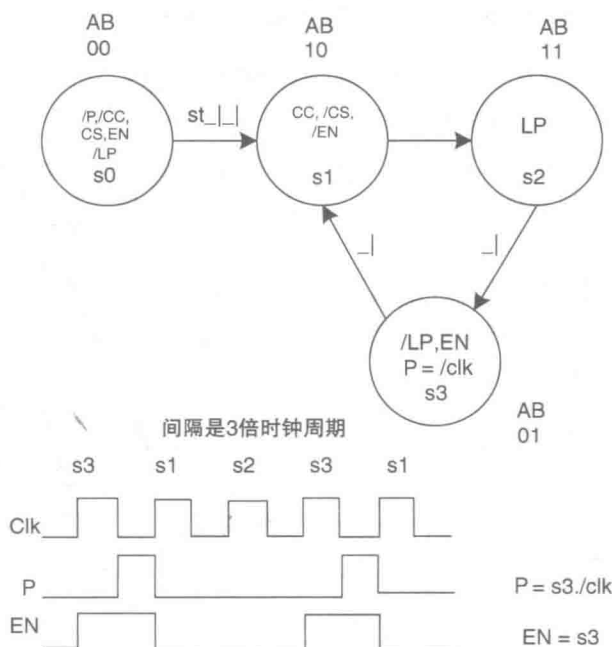 AB
00
AB
10
AB
11
/P,/CC,
CS,EN
/LP
s0
st_|_|
CC, /CS,
/EN
s1
LP
s2
_|
_|
/LP,EN
P = /clk
s3
AB
01
间隔是3倍时钟周期
s3 s1 s2 s3 s1
Clk
P
P = s3./clk
EN
EN = s3